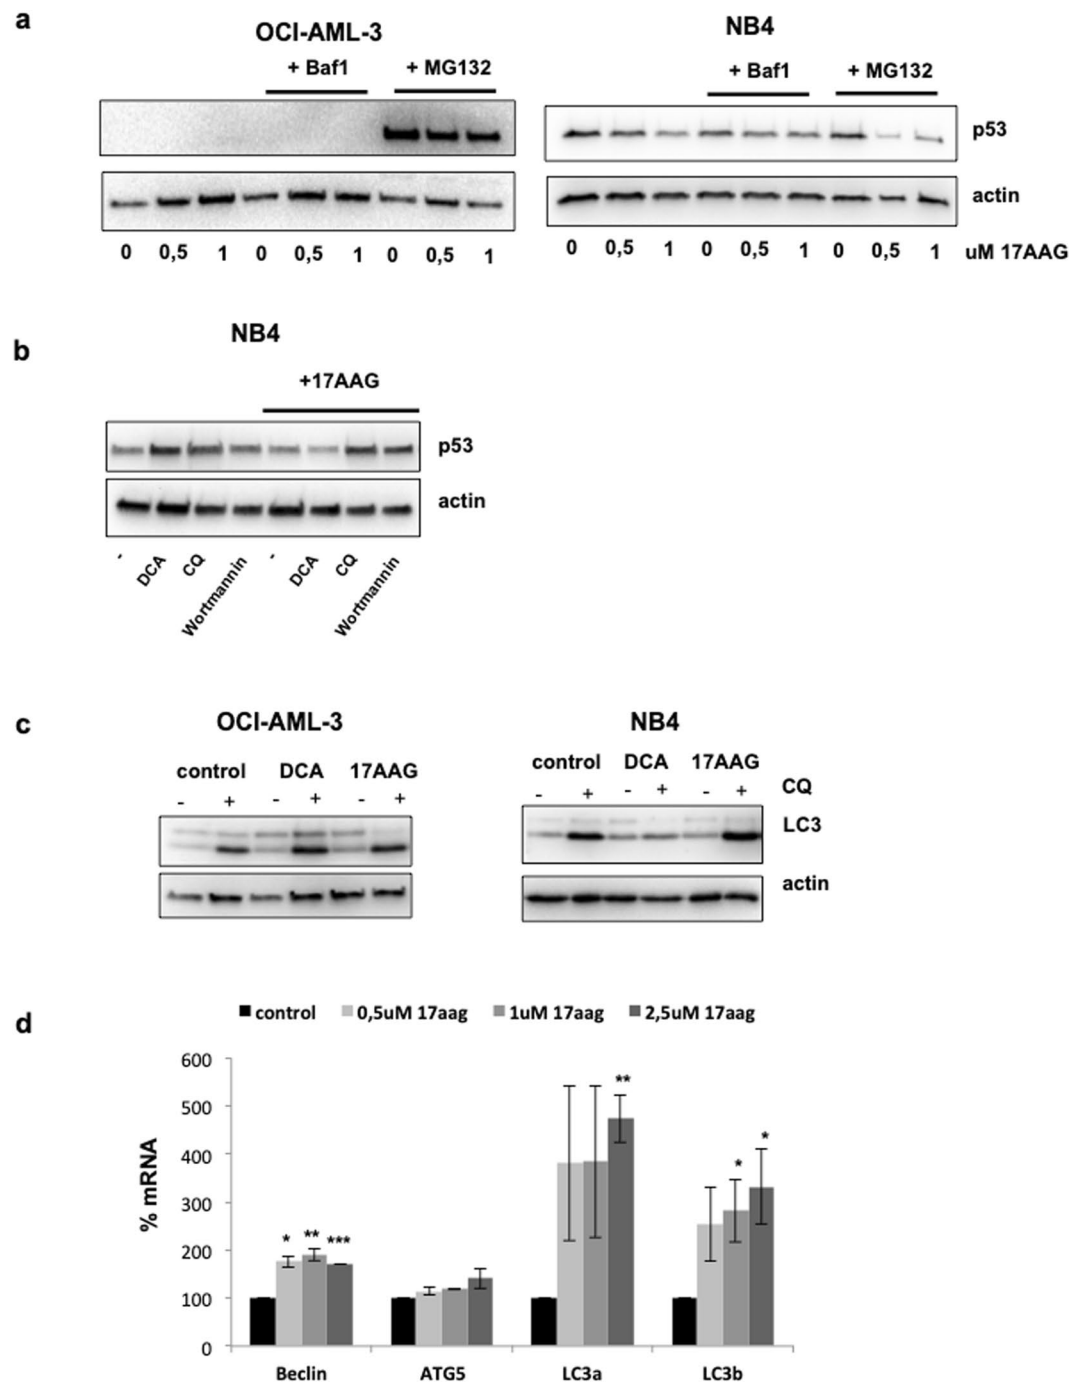 a
OCI-AML-3
NB4
+ Baf1
+ MG132
+ Baf1
+ MG132
p53
actin
0 0,5 1 0 0,5 1 0 0,5 1
0 0,5 1 0 0,5 1 0 0,5 1 uM 17AAG
b
NB4
+17AAG
p53
actin
- DCA CQ Wortmannin - DCA CQ Wortmannin
c
OCI-AML-3
NB4
control DCA 17AAG
control DCA 17AAG
- + - + - +
- + - + - + CQ
LC3
actin
d
control 0,5uM 17aag 1uM 17aag 2,5uM 17aag
% mRNA
600
500
400
300
200
100
0
* ** ***
**
* *
Beclin ATG5 LC3a LC3b